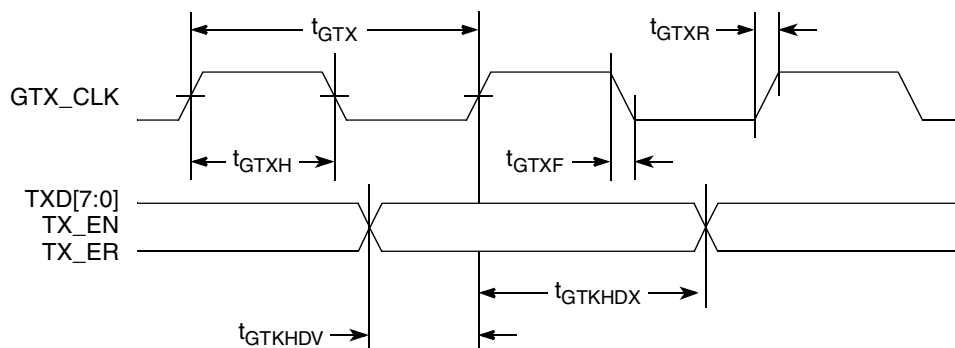 tGTX
tGTXR
GTX_CLK
tGTXH
tGTXF
TXD[7:0]
TX_EN
TX_ER
tGTKHDX
tGTKHDV